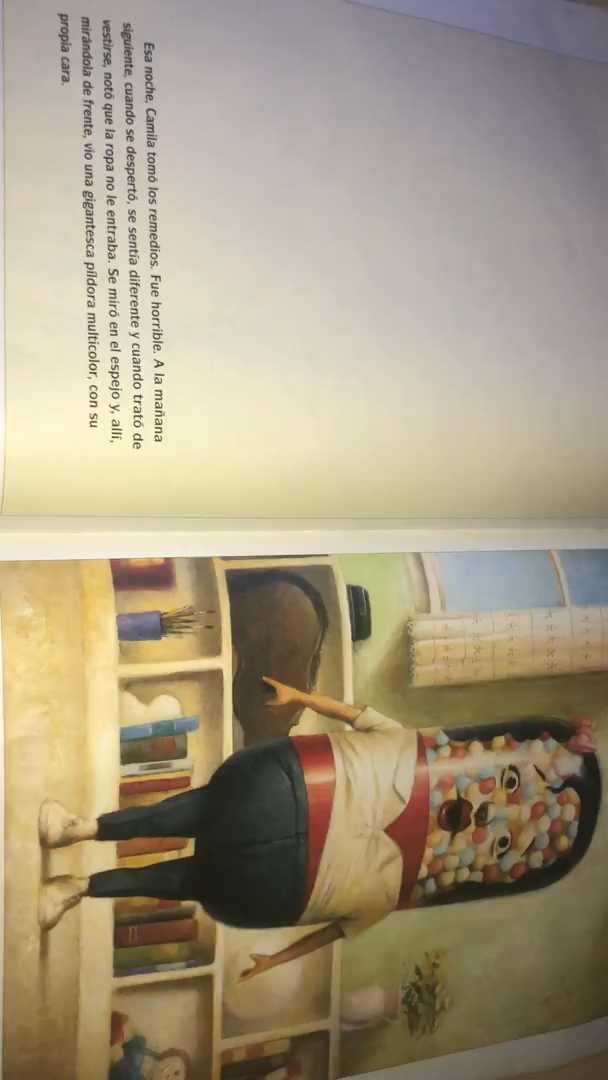 Esa noche, Camila tomó los remedios. Fue horrible. A la mañana
siguiente, cuando se despertó, se sentía diferente y cuando trató de
vestirse, notó que la ropa no le entraba. Se miró en el espejo y, allí,
mirándola de frente, vio una gigantesca píldora multicolor, con su
propia cara.